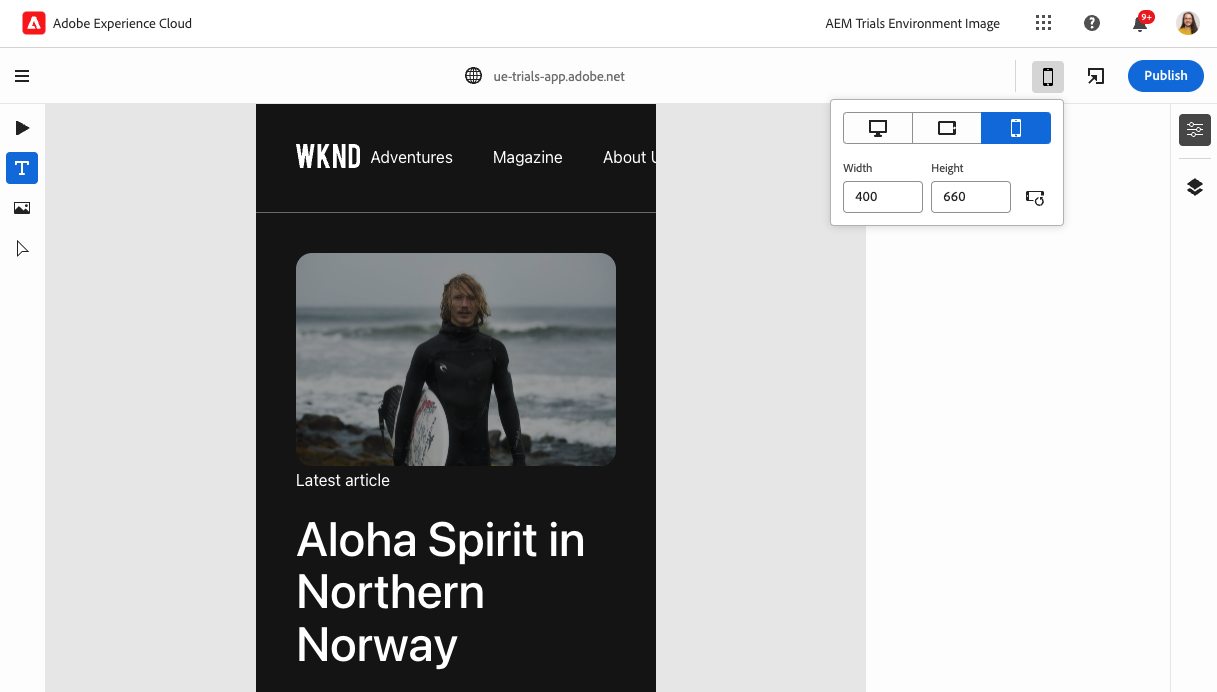 Adobe Experience Cloud
AEM Trials Environment Image
9+
ue-trials-app.adobe.net
Publish
T
WKND Adventures Magazine About U
Width Height
400 660
Latest article
Aloha Spirit in
Northern
Norway